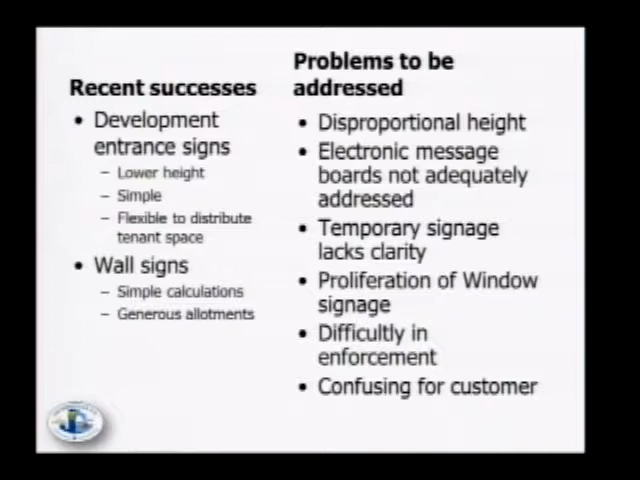 Recent successes
• Development
entrance signs
– Lower height
– Simple
– Flexible to distribute
tenant space
• Wall signs
– Simple calculations
– Generous allotments
Problems to be
addressed
• Disproportional height
• Electronic message
boards not adequately
addressed
• Temporary signage
lacks clarity
• Proliferation of Window
signage
• Difficultly in
enforcement
• Confusing for customer